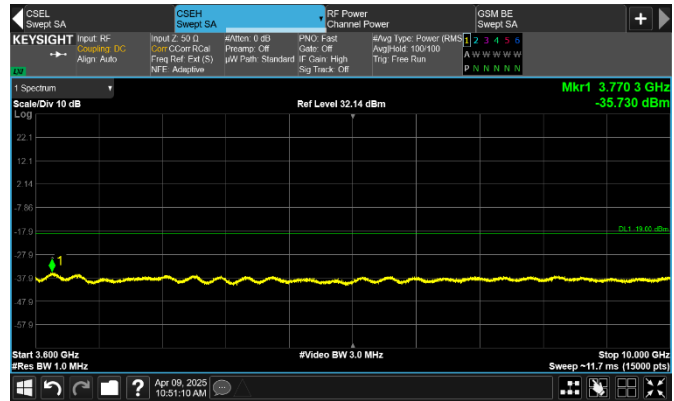 CSEL
Swept SA
CSEH
Swept SA
RF Power
Channel Power
GSM BE
Swept SA
+
KEYSIGHT
Input: RF
Coupling: DC
Align: Auto
Input Z: 50 Ω
Corr CCorr RCal
Freq Ref: Ext (S)
NFE: Adaptive
#Atten: 0 dB
Preamp: Off
µW Path: Standard
PNO: Fast
Gate: Off
IF Gain: High
Sig Track: Off
#Avg Type: Power (RMS
Avg|Hold: 100/100
Trig: Free Run
1 2 3 4 5 6
A W W W W W
P N N N N N
1 Spectrum
Scale/Div 10 dB
Ref Level 32.14 dBm
Mkr1 3.770 3 GHz
-35.730 dBm
Log
22.1
12.1
2.14
-7.86
-17.9
DL1 -19.00 dBm
-27.9
1
-37.9
-47.9
-57.9
Start 3.600 GHz
#Video BW 3.0 MHz
Stop 10.000 GHz
#Res BW 1.0 MHz
Sweep ~11.7 ms (15000 pts)
?
Apr 09, 2025
10:51:10 AM